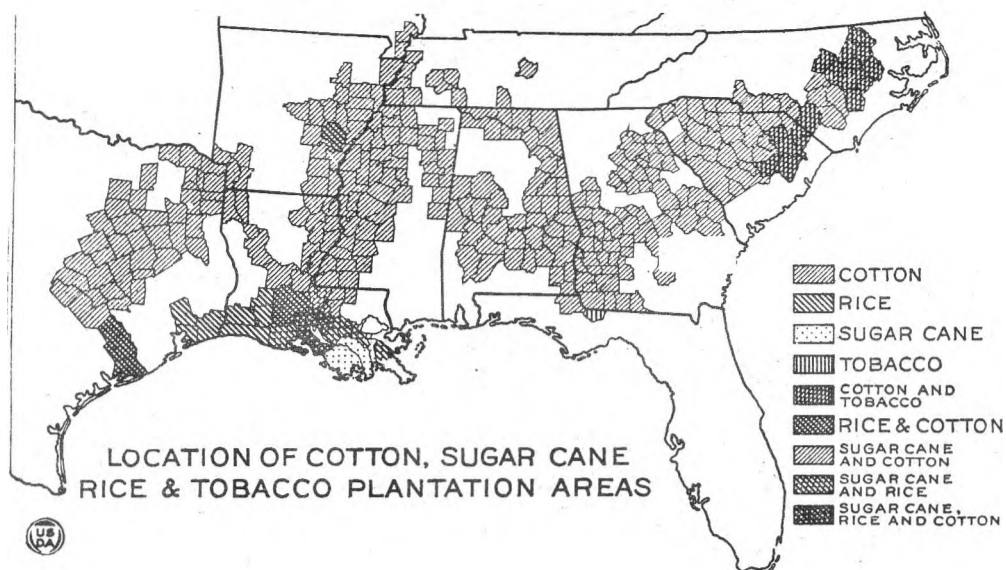 COTTON
RICE
SUGAR CANE
TOBACCO
COTTON AND
TOBACCO
RICE & COTTON
SUGAR CANE
AND COTTON
SUGAR CANE
AND RICE
SUGAR CANE,
RICE AND COTTON
LOCATION OF COTTON, SUGAR CANE
RICE & TOBACCO PLANTATION AREAS
US
DA